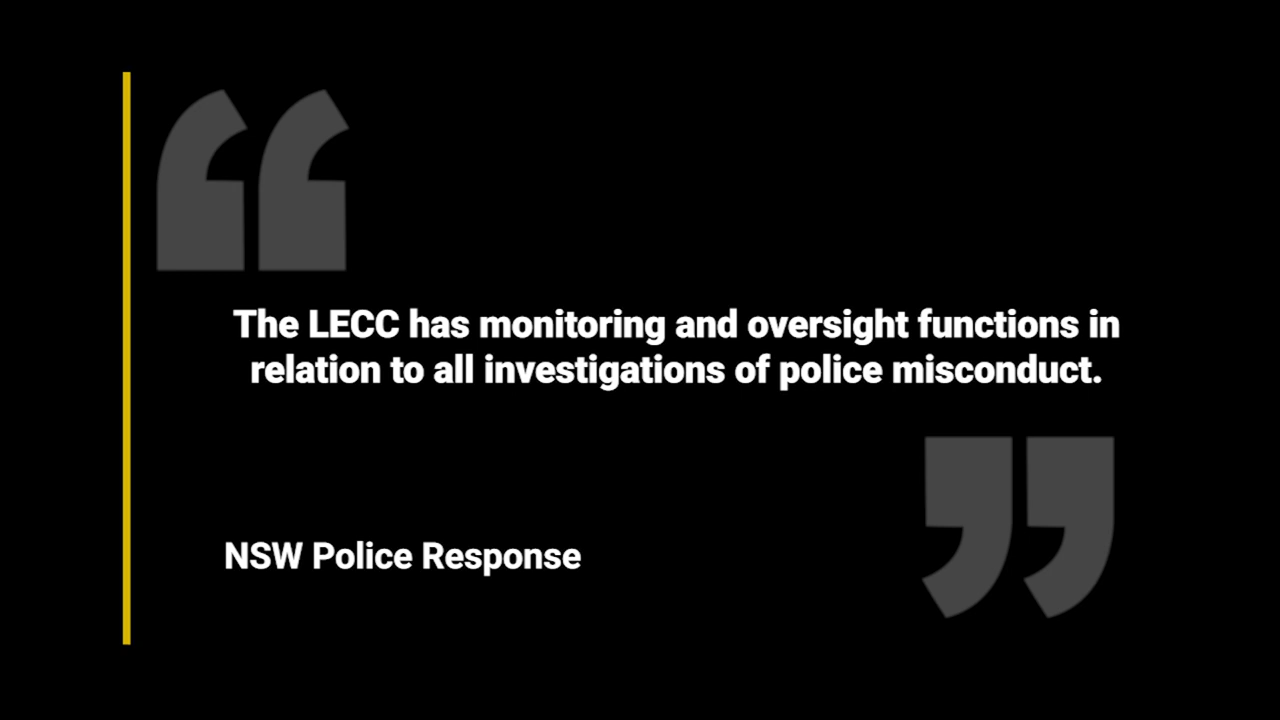 The LECC has monitoring and oversight functions in
relation to all investigations of police misconduct.
NSW Police Response